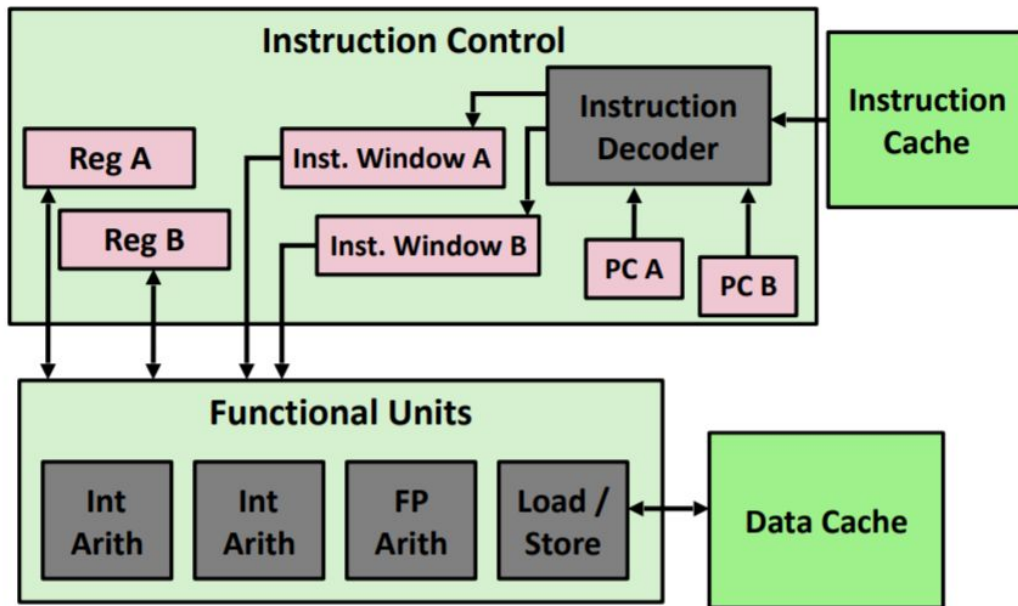 Instruction Control
Instruction
Decoder
Instruction
Cache
Reg A
Inst. Window A
Reg B
Inst. Window B
PC A
PC B
Functional Units
Int
Arith
Int
Arith
FP
Arith
Load /
Store
Data Cache